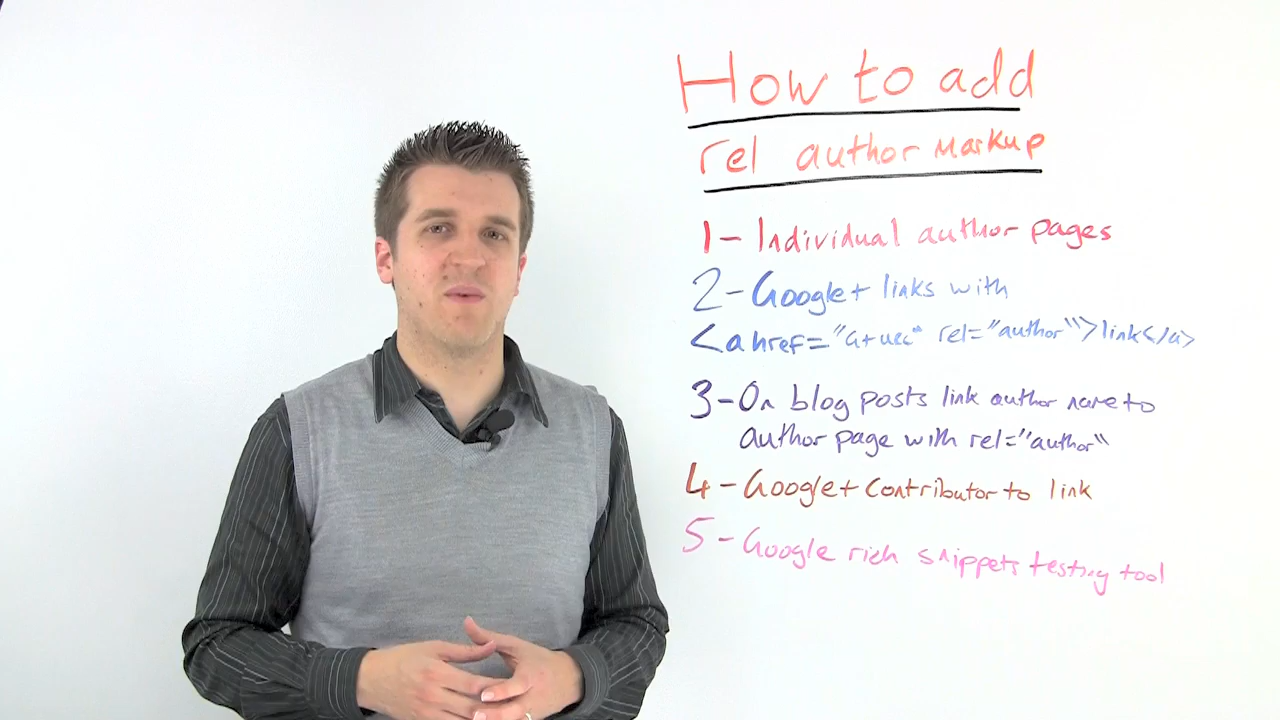 How to add
rel author markup
1 - Individual author pages
2 - Google+ links with
<a href="G+ url" rel="author">link</a>
3 - On blog posts link author name to
author page with rel="author"
4 - Google+ Contributor to link
5 - Google rich snippets testing tool